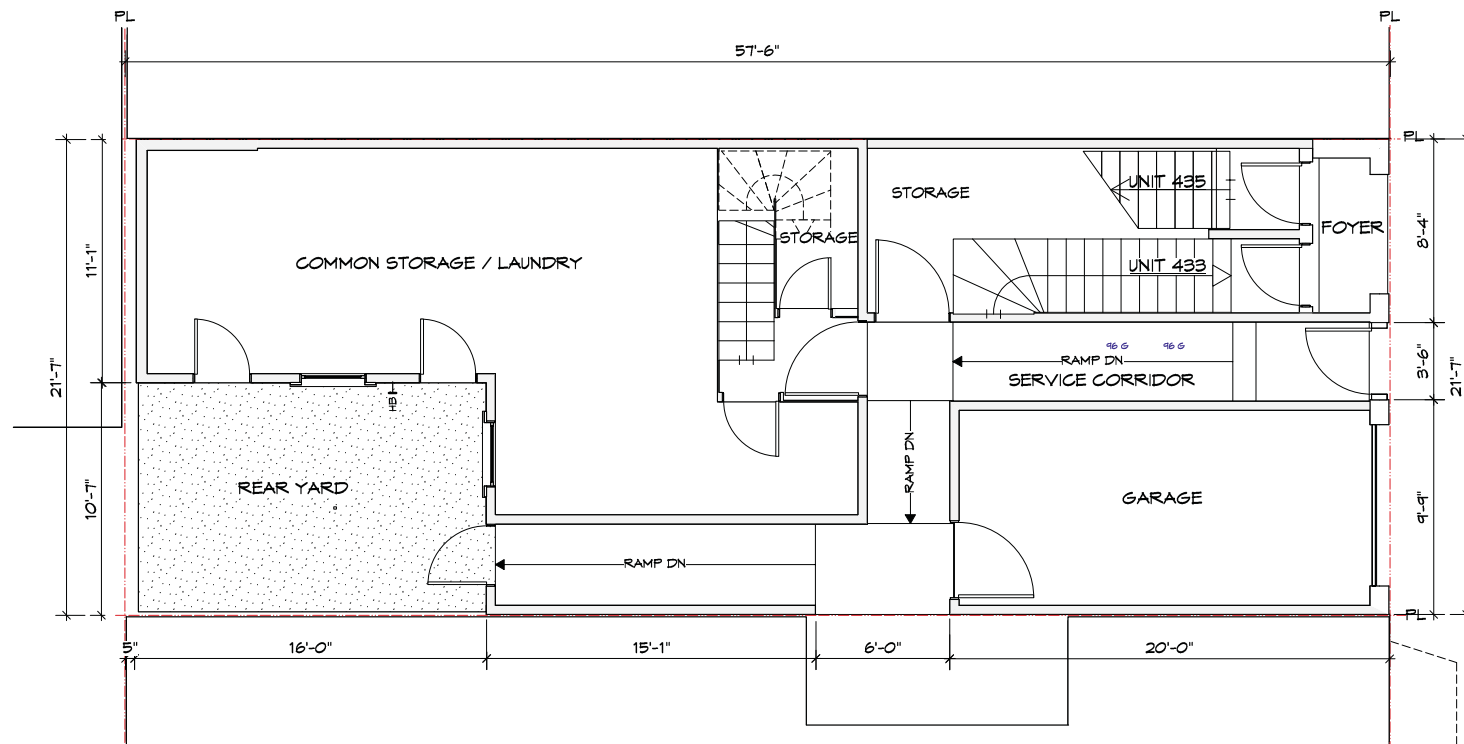 PL
PL
57'-6"
PL
STORAGE
UNIT 435
FOYER
8'-4"
STORAGE
COMMON STORAGE / LAUNDRY
UNIT 433
11'-1"
21'-7"
96 G 96 G
RAMP DN
SERVICE CORRIDOR
3'-6"
21'-7"
HB
RAMP DN
REAR YARD
GARAGE
10'-7"
9'-9"
RAMP DN
PL
5"
16'-0"
15'-1"
6'-0"
20'-0"